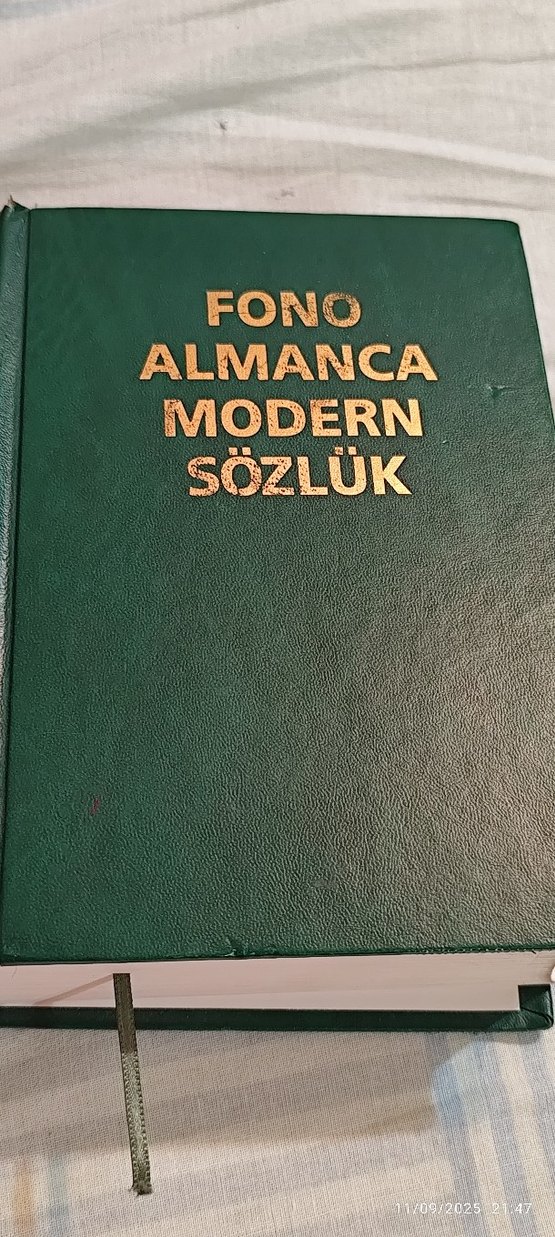 FONO
ALMANCA
MODERN
SÖZLÜK
11/09/2025 21:47